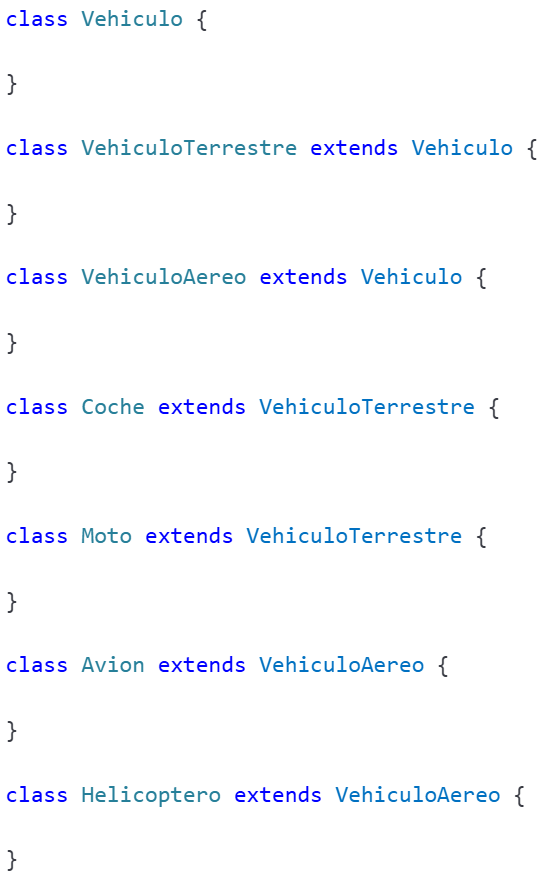 class Vehiculo {
}
class VehiculoTerrestre extends Vehiculo {
}
class VehiculoAereo extends Vehiculo {
}
class Coche extends VehiculoTerrestre {
}
class Moto extends VehiculoTerrestre {
}
class Avion extends VehiculoAereo {
}
class Helicoptero extends VehiculoAereo {
}